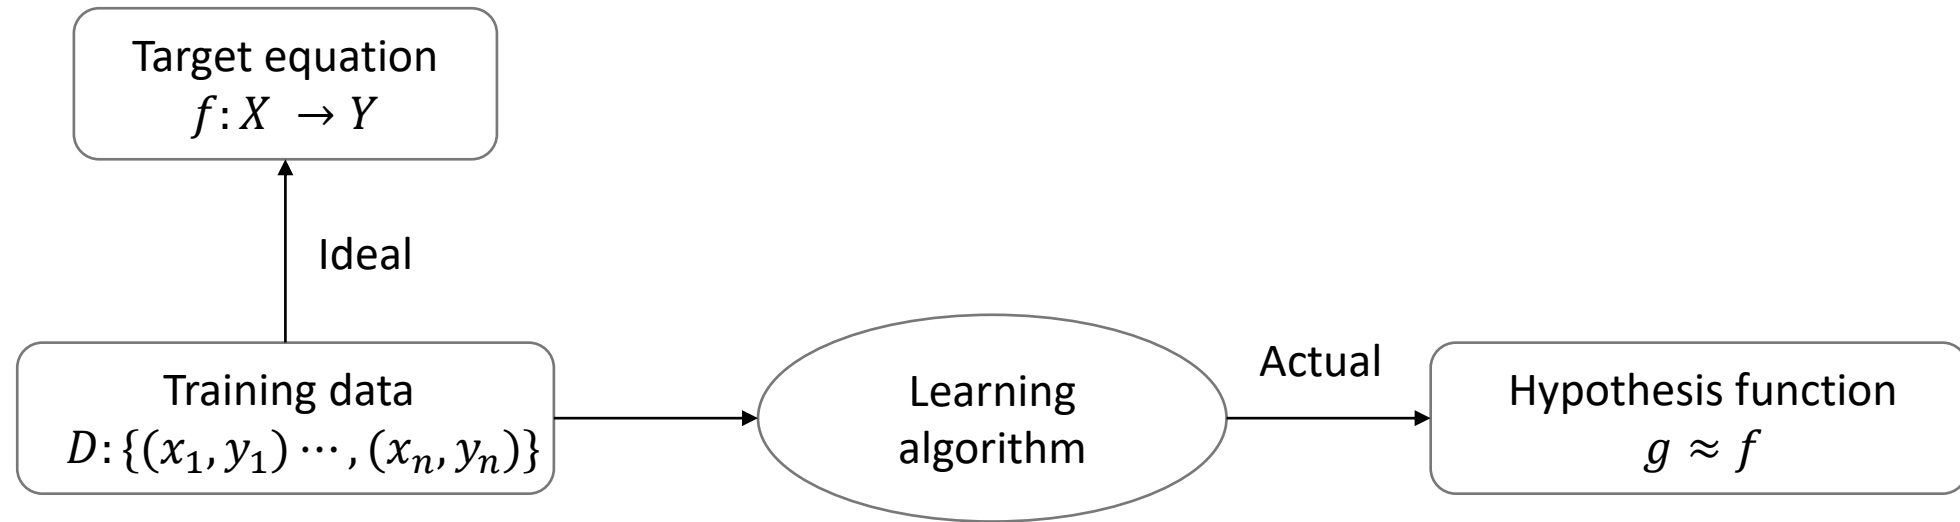 Target equation
f: X → Y
Ideal
Training data
D: {(x₁, y₁) ⋯ , (xₙ, yₙ)}
Learning
algorithm
Actual
Hypothesis function
g ≈ f